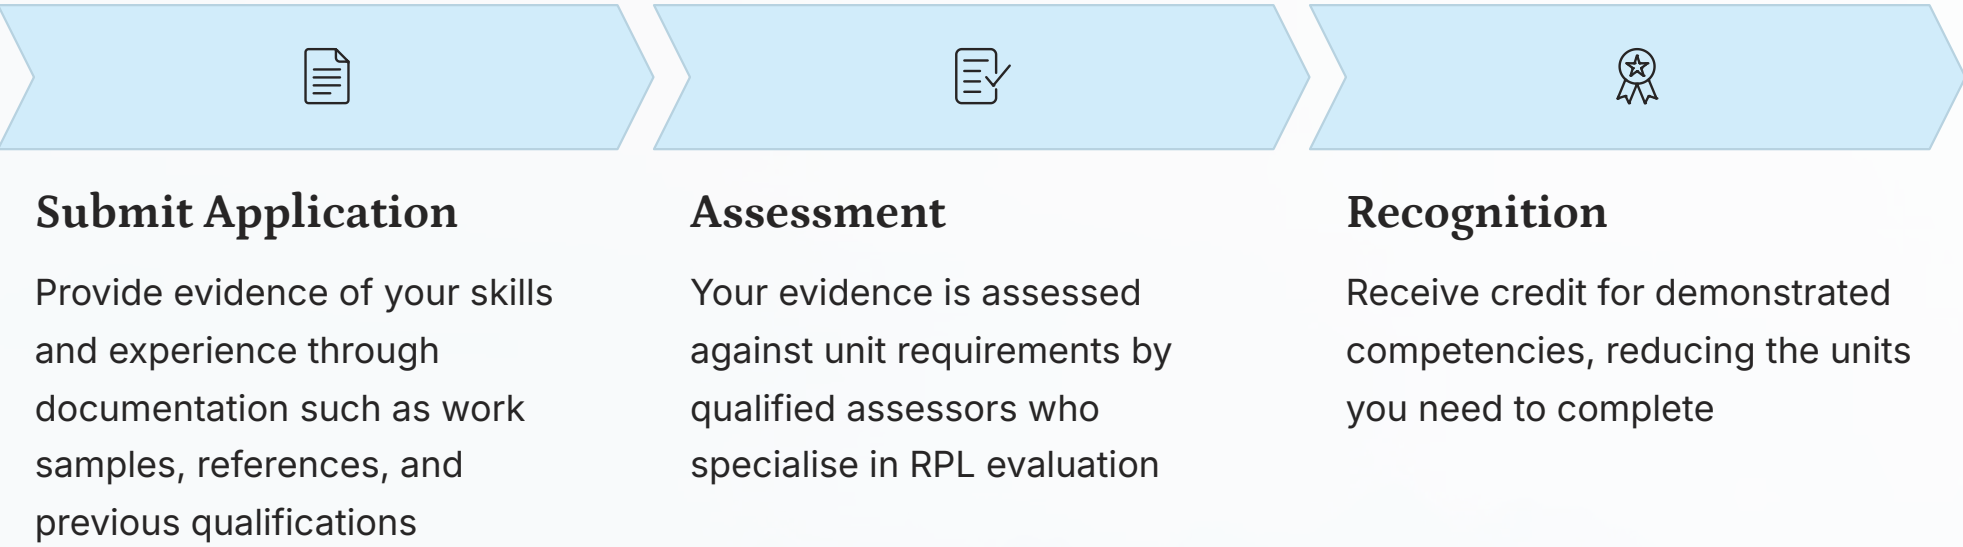 Submit Application
Provide evidence of your skills
and experience through
documentation such as work
samples, references, and
previous qualifications
Assessment
Your evidence is assessed
against unit requirements by
qualified assessors who
specialise in RPL evaluation
Recognition
Receive credit for demonstrated
competencies, reducing the units
you need to complete